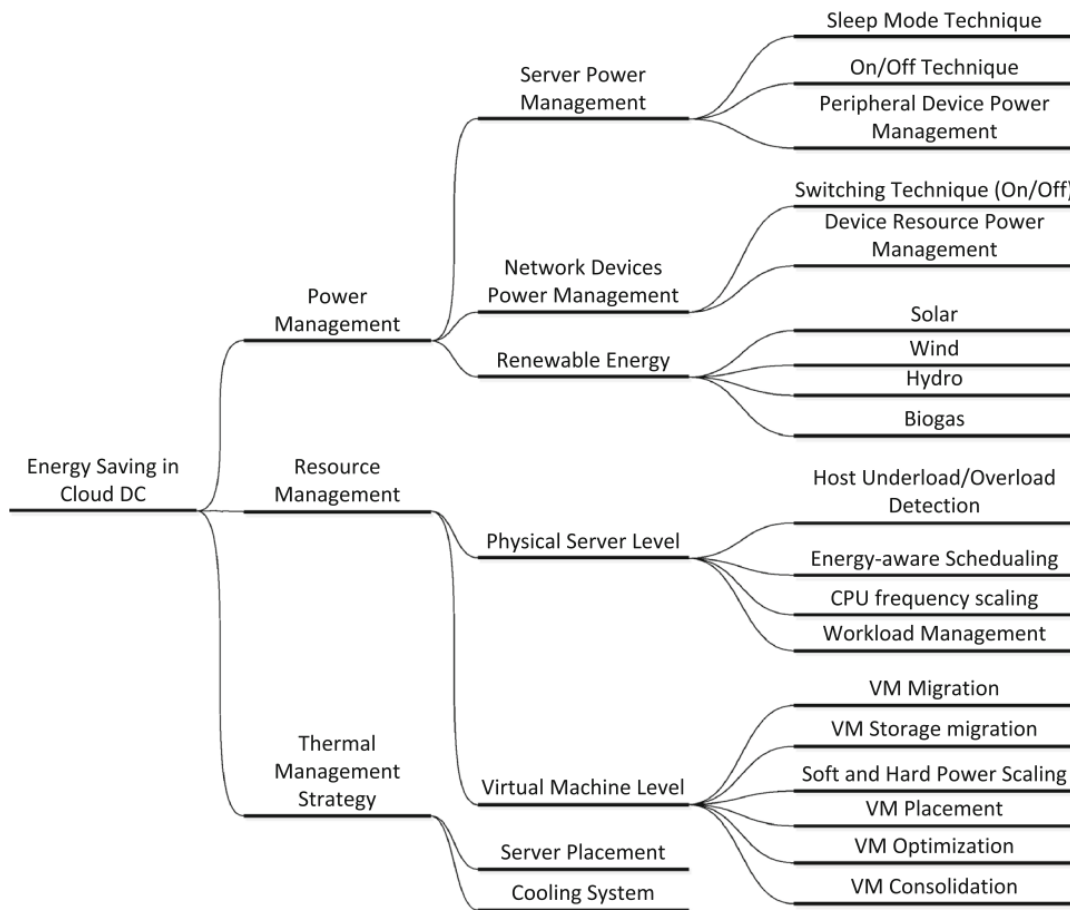 Sleep Mode Technique
Server Power
Management
On/Off Technique
Peripheral Device Power
Management
Switching Technique (On/Off)
Device Resource Power
Management
Network Devices
Power Management
Power
Management
Solar
Renewable Energy
Wind
Hydro
Biogas
Energy Saving in
Cloud DC
Resource
Management
Host Underload/Overload
Detection
Physical Server Level
Energy-aware Schedualing
CPU frequency scaling
Workload Management
VM Migration
VM Storage migration
Thermal
Management
Strategy
Virtual Machine Level
Soft and Hard Power Scaling
VM Placement
Server Placement
VM Optimization
Cooling System
VM Consolidation